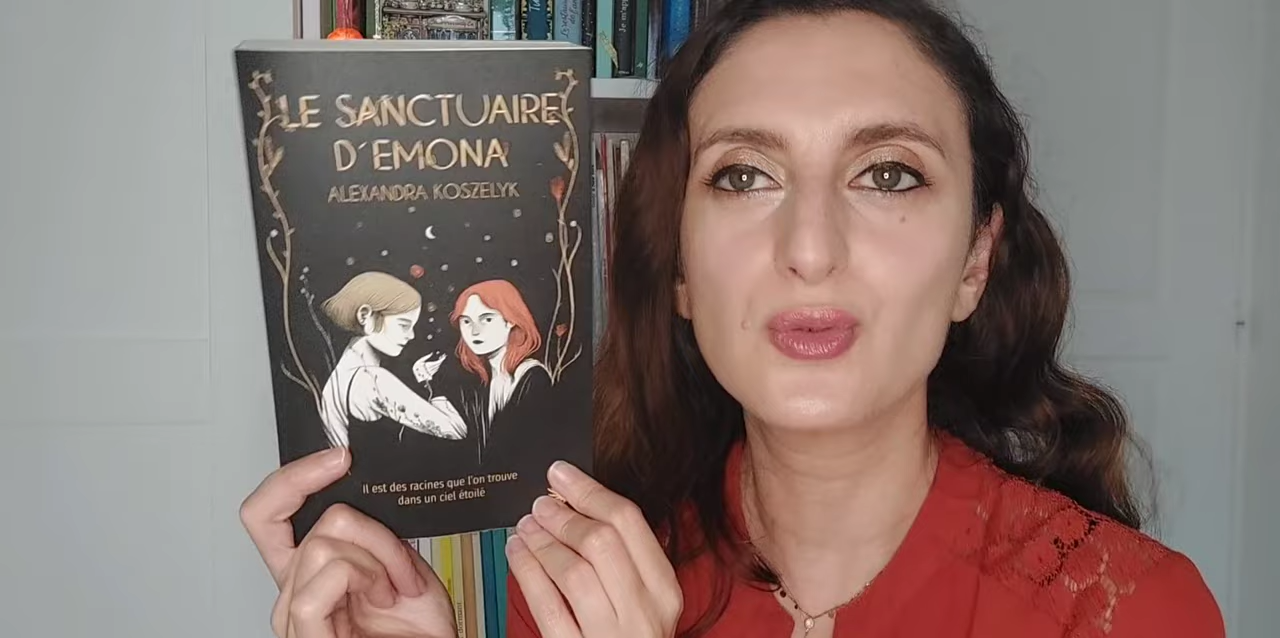 LE SANCTUAIRE
D'EMONA
ALEXANDRA KOSZELYK
Il est des racines que l'on trouve
dans un ciel étoilé